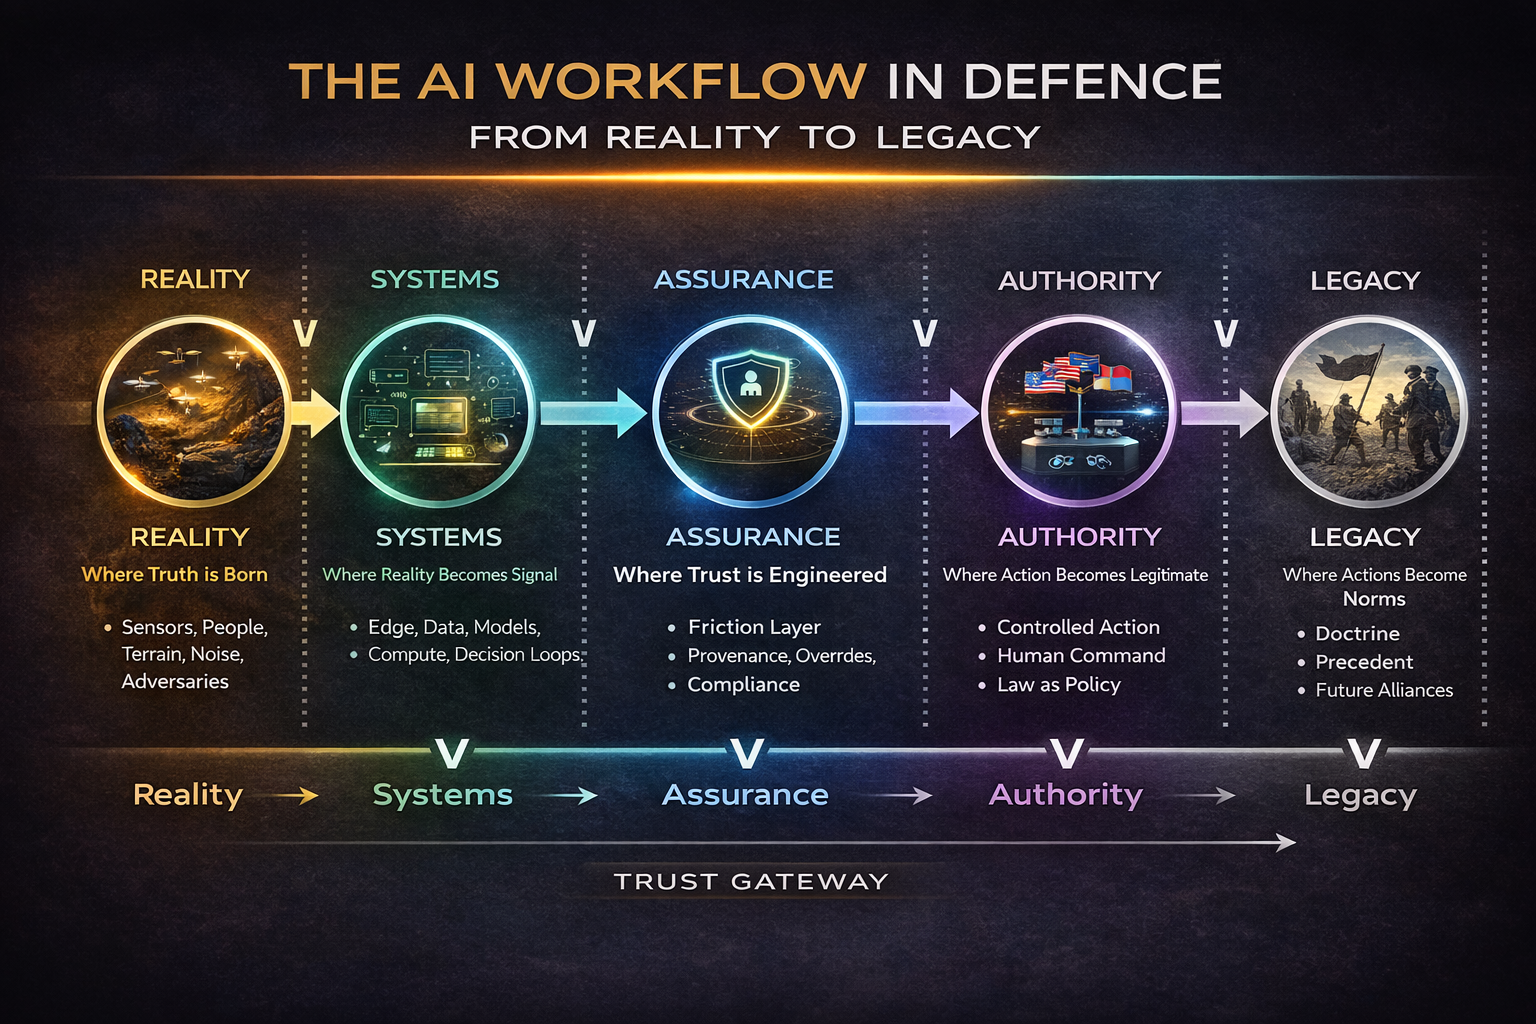 THE AI WORKFLOW IN DEFENCE
FROM REALITY TO LEGACY
REALITY
SYSTEMS
ASSURANCE
AUTHORITY
LEGACY
V
V
V
V
REALITY
Where Truth is Born
• Sensors, People,
Terrain, Noise,
Adversaries
SYSTEMS
Where Reality Becomes Signal
• Edge, Data, Models,
• Compute, Decision Loops.
ASSURANCE
Where Trust is Engineered
• Friction Layer
• Provenance, Overrdes,
• Compliance
AUTHORITY
Where Action Becomes Legitimate
• Controlled Action
• Human Command
• Law as Policy
LEGACY
Where Actions Become
Norms
• Doctrine
• Precedent
• Future Alliances
V
V
V
V
Reality
Systems
Assurance
Authority
Legacy
TRUST GATEWAY